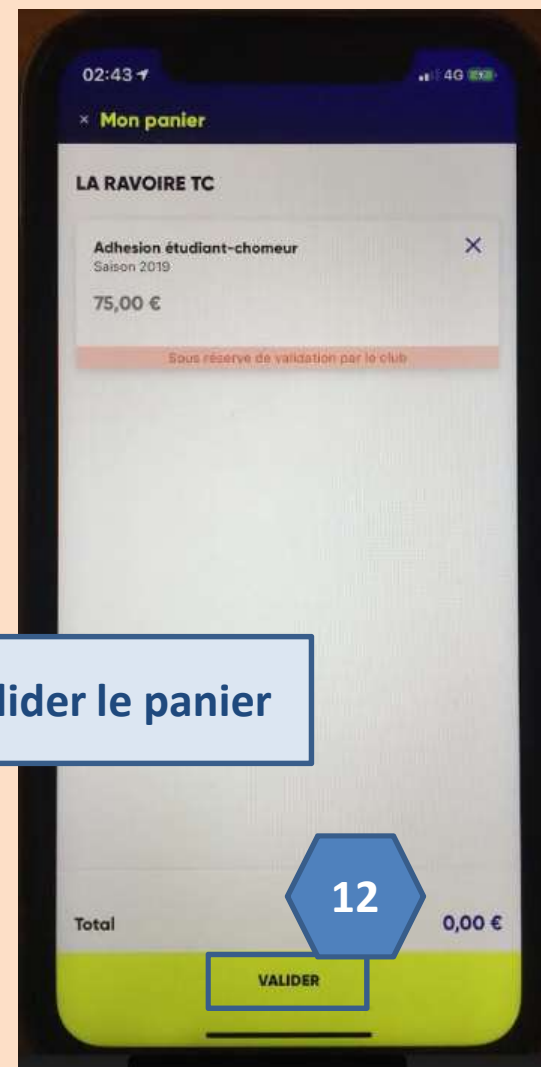 02:43
4G
× Mon panier
LA RAVOIRE TC
Adhesion étudiant-chomeur
Saison 2019
75,00 €
Sous réserve de validation par le club
lider le panier
12
Total 0,00 €
VALIDER